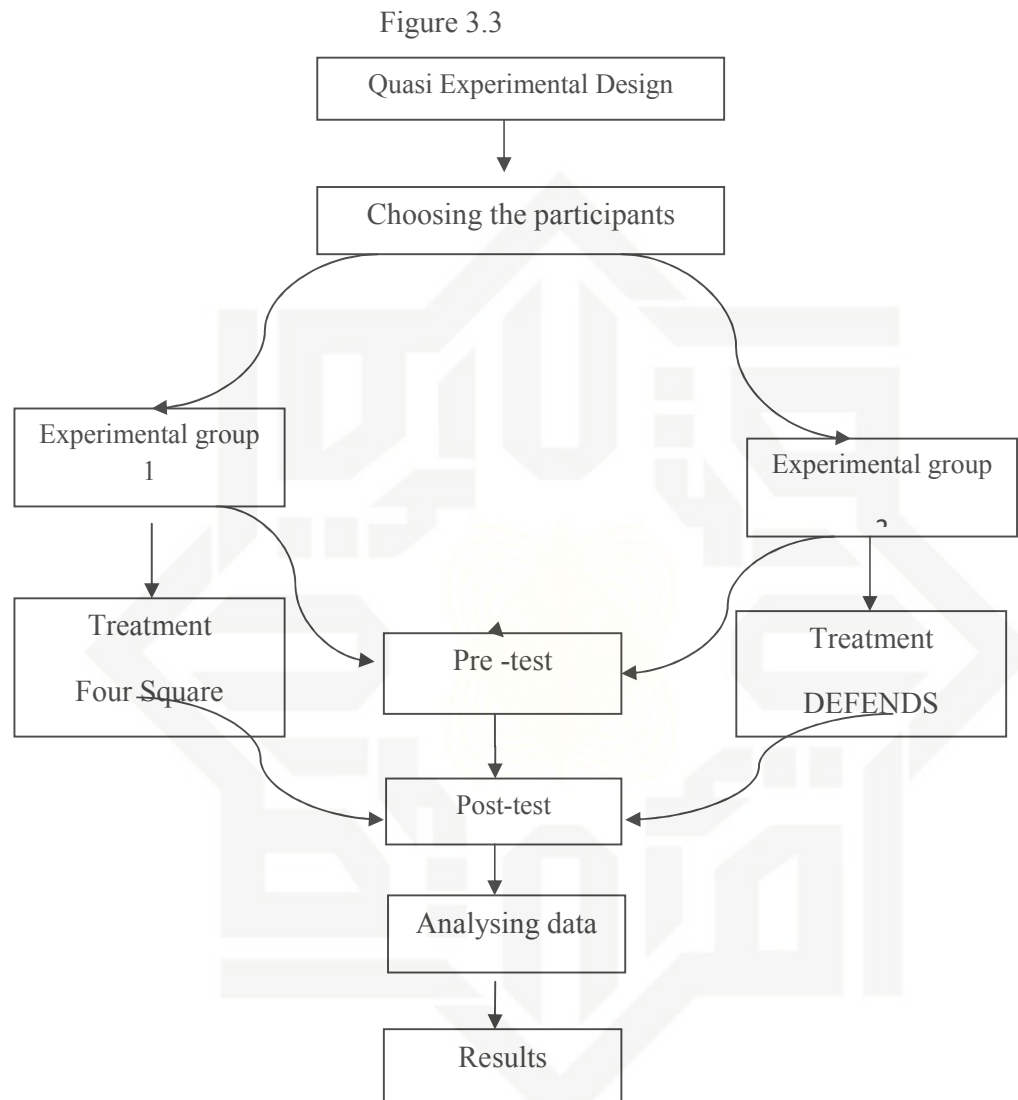 Figure 3.3
Quasi Experimental Design
Choosing the participants
Experimental group
1
Experimental group
Treatment
Four Square
Pre -test
Treatment
DEFENDS
Post-test
Analysing data
Results